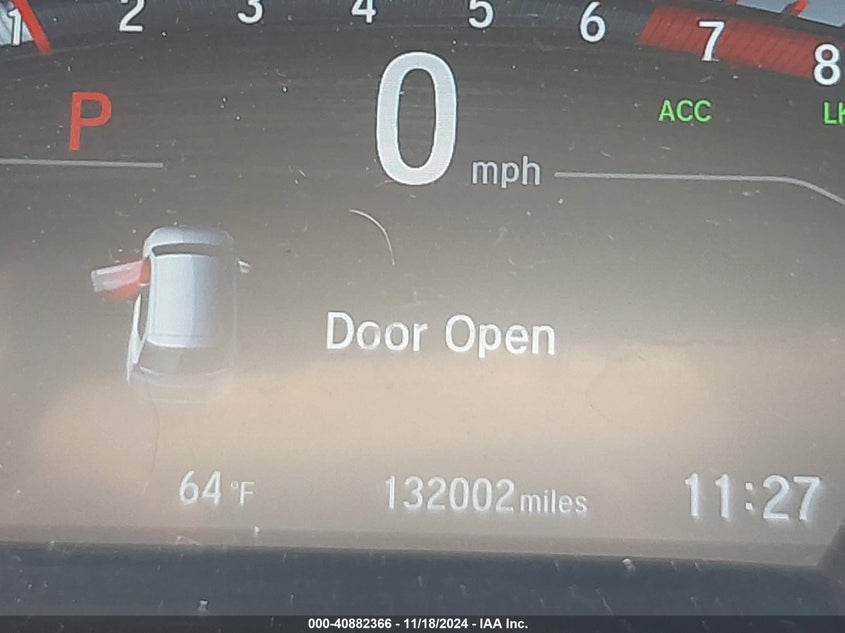 1 2 3 4 5 6 7 8
P 0 mph ACC
Door Open
64 °F 132002 miles 11:27
000-40882366 - 11/18/2024 - IAA Inc.